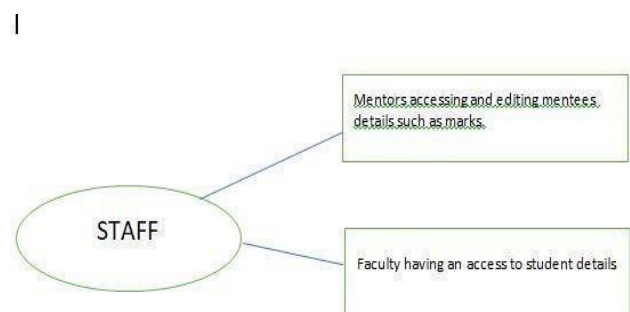 Mentors accessing and editing mentees
details such as marks.
STAFF
Faculty having an access to student details